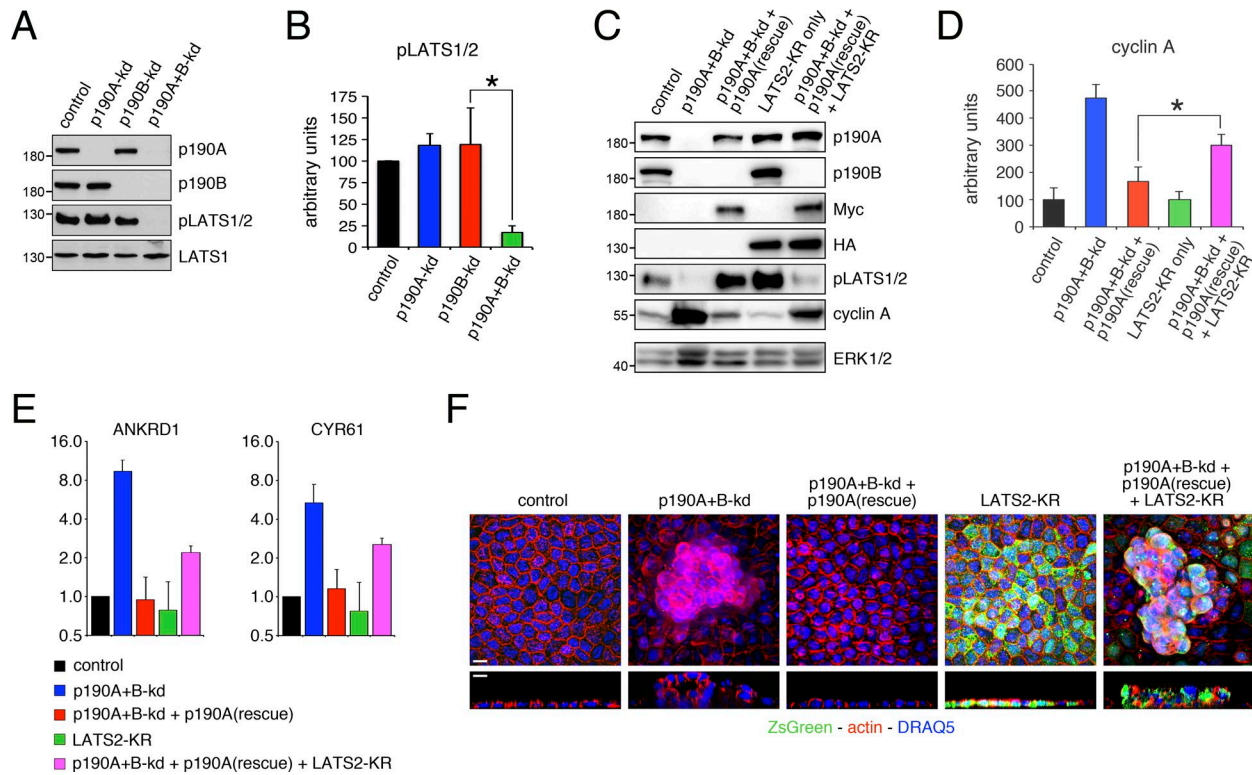 A
control
p190A-kd
p190B-kd
p190A+B-kd
180
p190A
180
p190B
130
pLATS1/2
130
LATS1
B
pLATS1/2
*
arbitrary units
175
150
125
100
75
50
25
0
control
p190A-kd
p190B-kd
p190A+B-kd
C
control
p190A+B-kd
p190A+B-kd +
p190A(rescue)
LATS2-KR only
p190A+B-kd +
p190A(rescue)
+ LATS2-KR
180
p190A
180
p190B
180
Myc
130
HA
130
pLATS1/2
55
cyclin A
40
ERK1/2
D
cyclin A
*
arbitrary units
600
500
400
300
200
100
0
control
p190A+B-kd
p190A+B-kd +
p190A(rescue)
LATS2-KR only
p190A+B-kd +
p190A(rescue)
+ LATS2-KR
E
ANKRD1
16.0
8.0
4.0
2.0
1.0
0.5
CYR61
16.0
8.0
4.0
2.0
1.0
0.5
control
p190A+B-kd
p190A+B-kd + p190A(rescue)
LATS2-KR
p190A+B-kd + p190A(rescue) + LATS2-KR
F
control
p190A+B-kd
p190A+B-kd +
p190A(rescue)
LATS2-KR
p190A+B-kd +
p190A(rescue)
+ LATS2-KR
ZsGreen - actin - DRAQ5